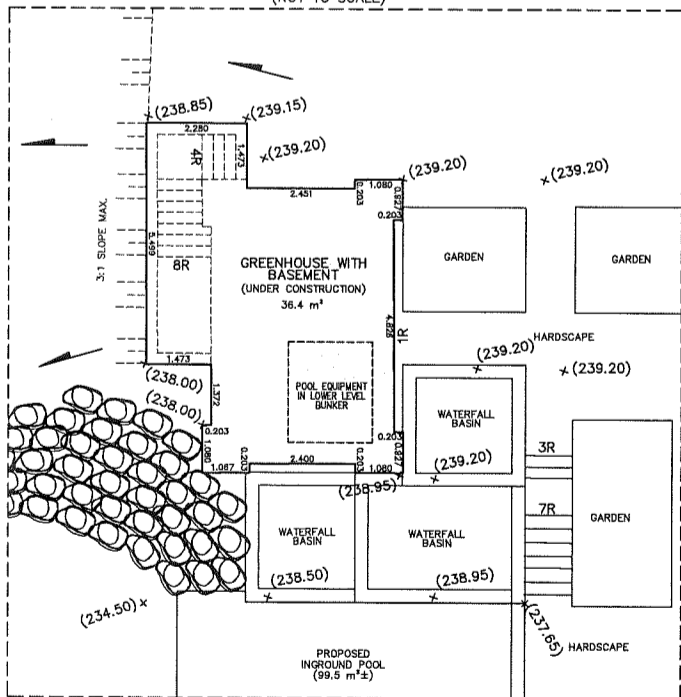 (NOT TO SCALE)
(238.85)
(239.15)
2.280
4R
1.473
(239.20)
2.451
0.203
1.080
(239.20)
0.827
0.203
(239.20)
3:1 SLOPE MAX.
5.499
8R
GREENHOUSE WITH
BASEMENT
(UNDER CONSTRUCTION)
36.4 m²
GARDEN
GARDEN
4.826
1R
HARDSCAPE
(239.20)
(239.20)
1.473
(238.00)
1.372
(238.00)
0.203
1.080
1.067
POOL EQUIPMENT
IN LOWER LEVEL
BUNKER
WATERFALL
BASIN
0.203
2.400
0.203
1.080
0.203
0.827
(238.95)
(239.20)
3R
7R
GARDEN
WATERFALL
BASIN
WATERFALL
BASIN
(238.50)
(238.95)
(234.50)
(237.65)
HARDSCAPE
PROPOSED
INGROUND POOL
(99.5 m²±)